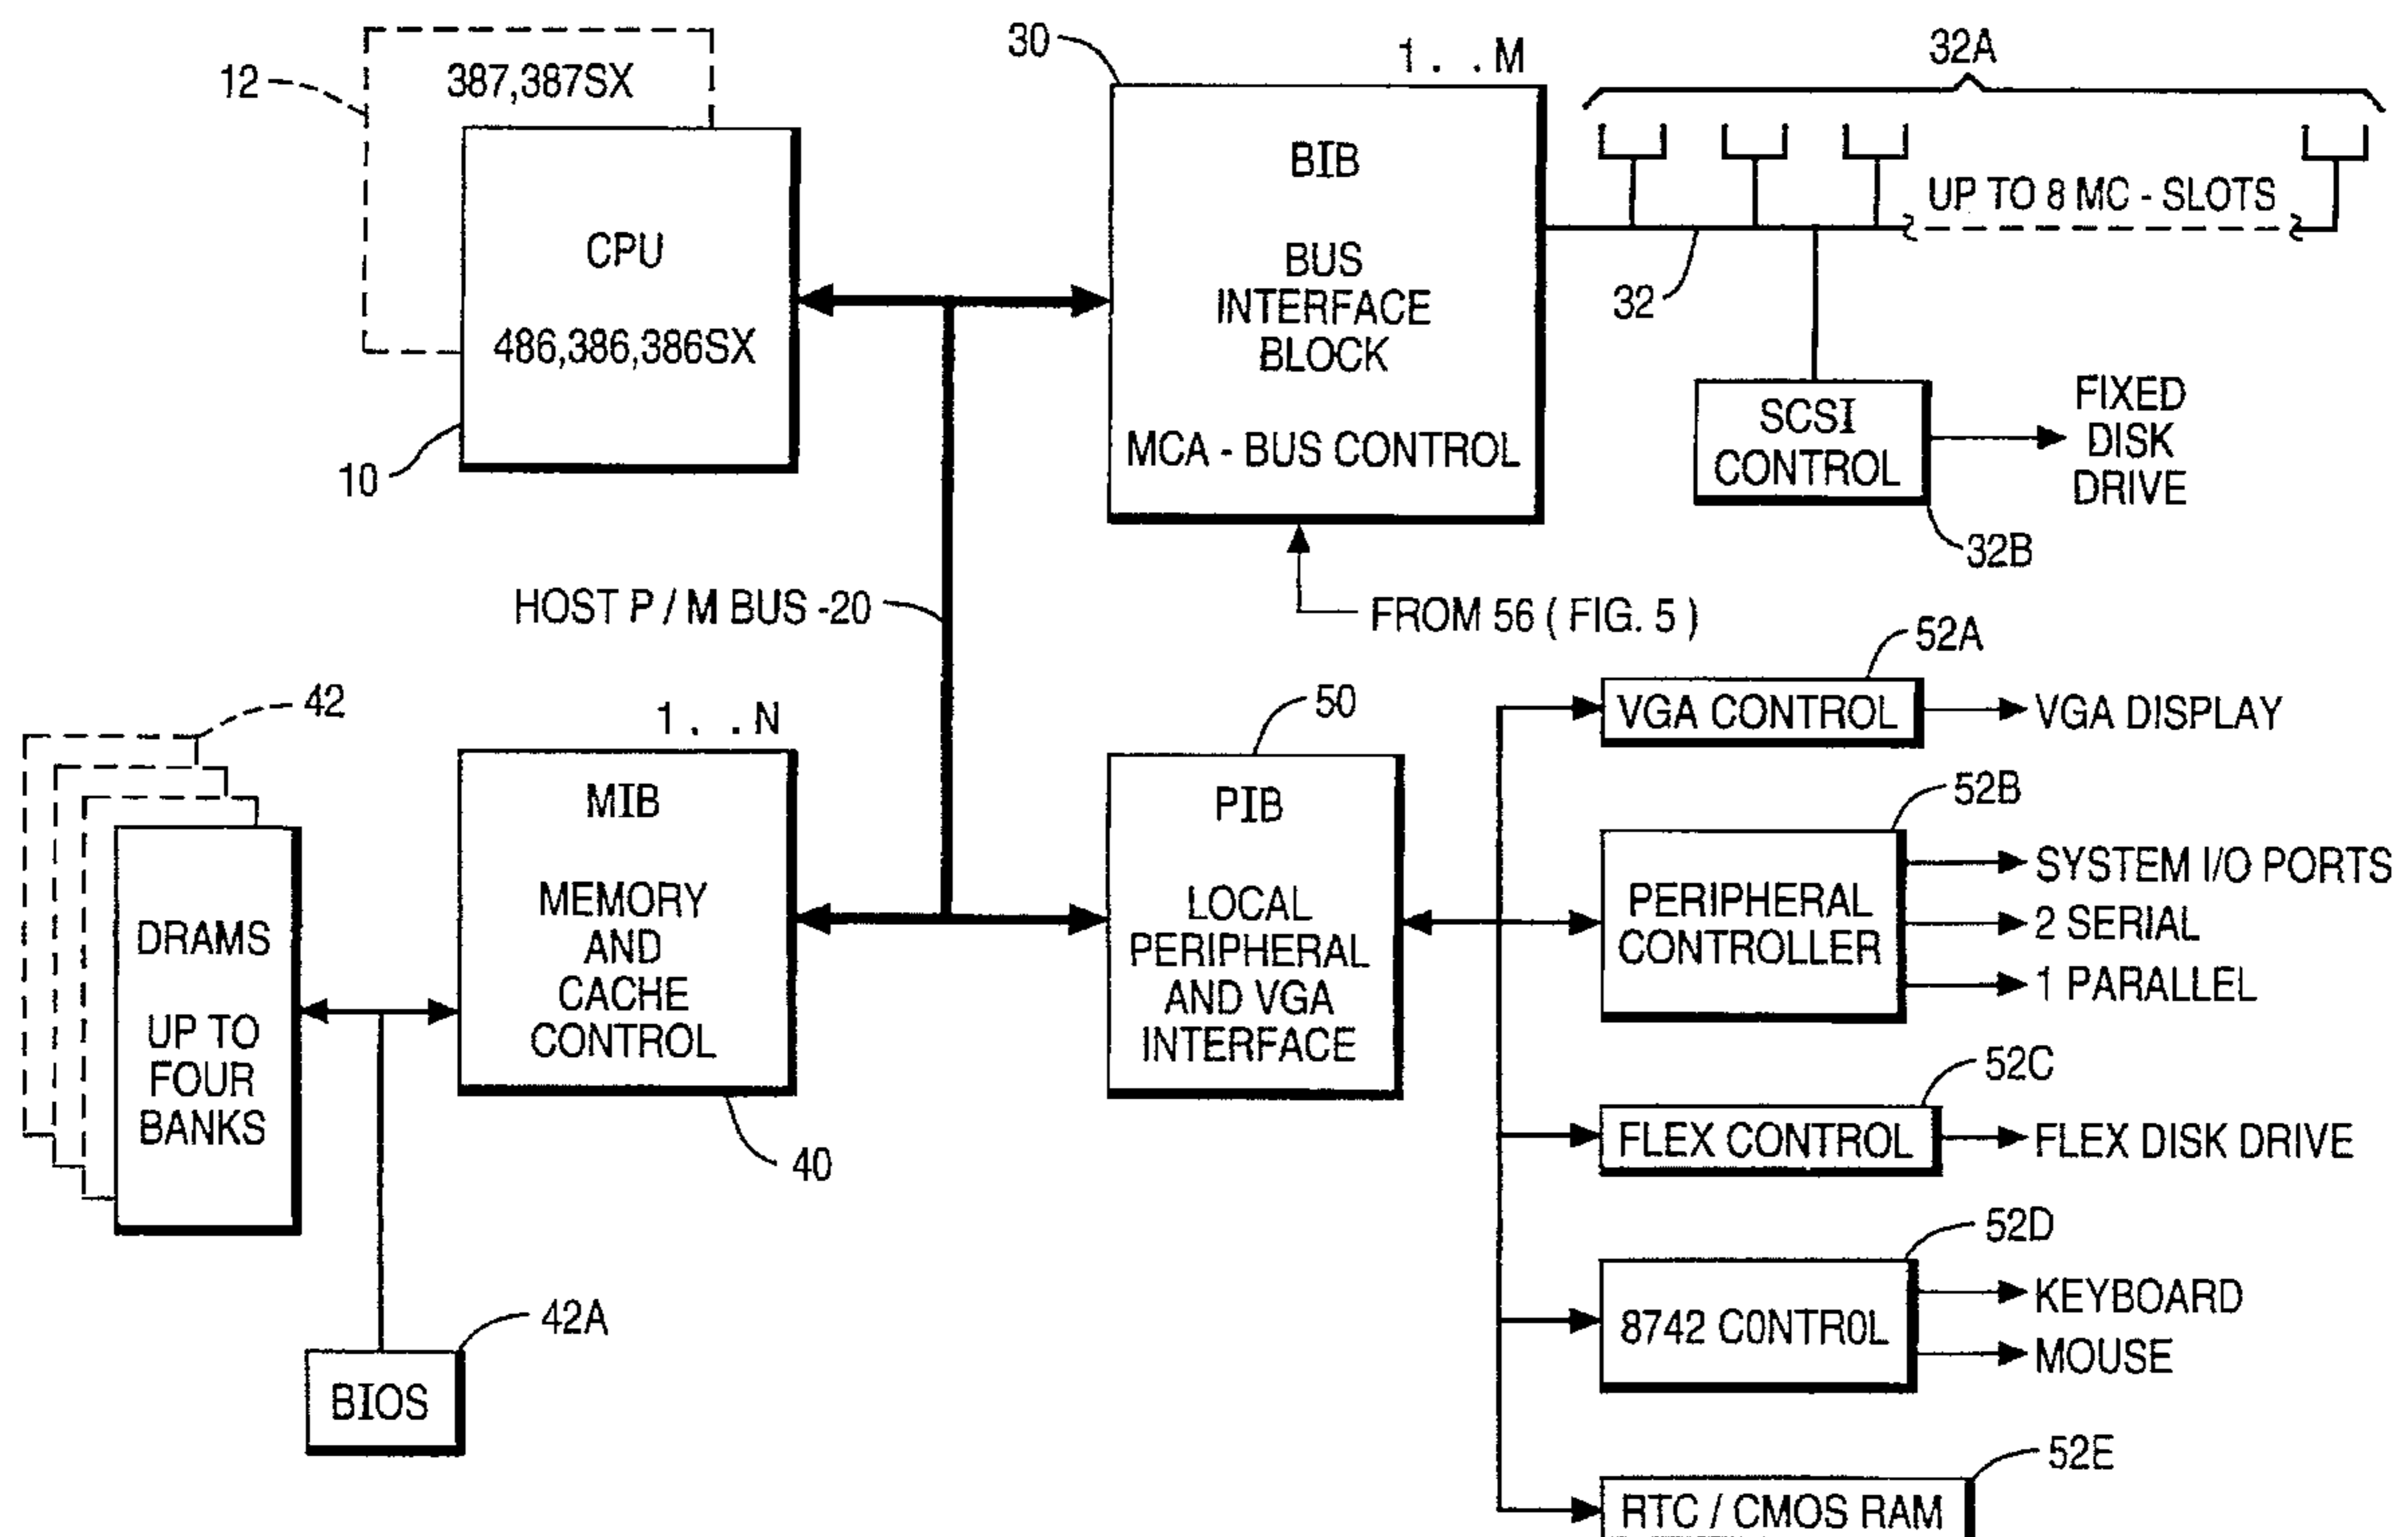 12
387,387SX
CPU
486,386,386SX
10
30
1. . .M
BIB
BUS
INTERFACE
BLOCK
MCA - BUS CONTROL
32A
UP TO 8 MC - SLOTS
32
SCSI
CONTROL
32B
FIXED
DISK
DRIVE
FROM 56 ( FIG. 5 )
HOST P / M BUS -20
42
DRAMS
UP TO
FOUR
BANKS
1. . .N
MIB
MEMORY
AND
CACHE
CONTROL
40
42A
BIOS
50
PIB
LOCAL
PERIPHERAL
AND VGA
INTERFACE
52A
VGA CONTROL
VGA DISPLAY
52B
PERIPHERAL
CONTROLLER
SYSTEM I/O PORTS
2 SERIAL
1 PARALLEL
52C
FLEX CONTROL
FLEX DISK DRIVE
52D
8742 CONTROL
KEYBOARD
MOUSE
52E
RTC / CMOS RAM